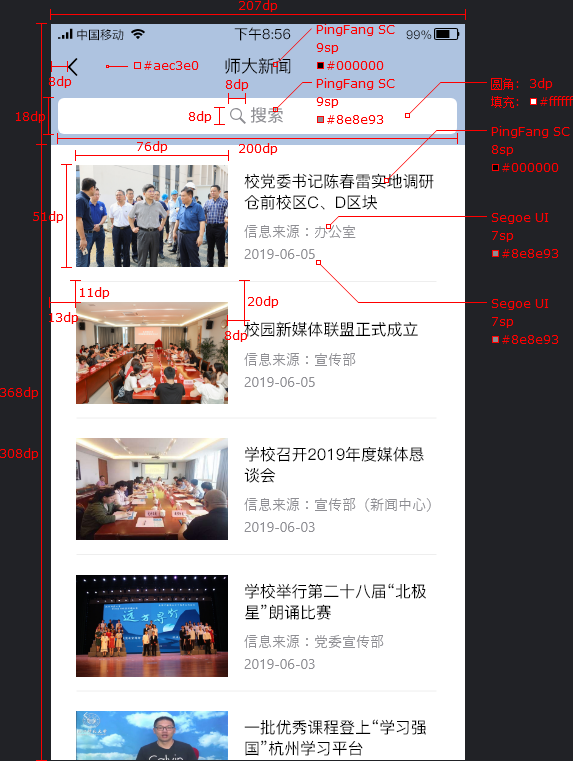 207dp
中国移动
下午8:56
99%
PingFang SC
9sp
#000000
师大新闻
#aec3e0
8dp
8dp
PingFang SC
9sp
#8e8e93
圆角： 3dp
填充： #ffffff
18dp
8dp
搜索
PingFang SC
8sp
#000000
76dp
200dp
51dp
校党委书记陈春雷实地调研
仓前校区C、D区块
信息来源：办公室
2019-06-05
Segoe UI
7sp
#8e8e93
11dp
20dp
13dp
8dp
Segoe UI
7sp
#8e8e93
校园新媒体联盟正式成立
信息来源：宣传部
2019-06-05
368dp
308dp
学校召开2019年度媒体恳
谈会
信息来源：宣传部（新闻中心）
2019-06-03
学校举行第二十八届“北极
星”朗诵比赛
信息来源：党委宣传部
2019-06-03
一批优秀课程登上“学习强
国”杭州学习平台